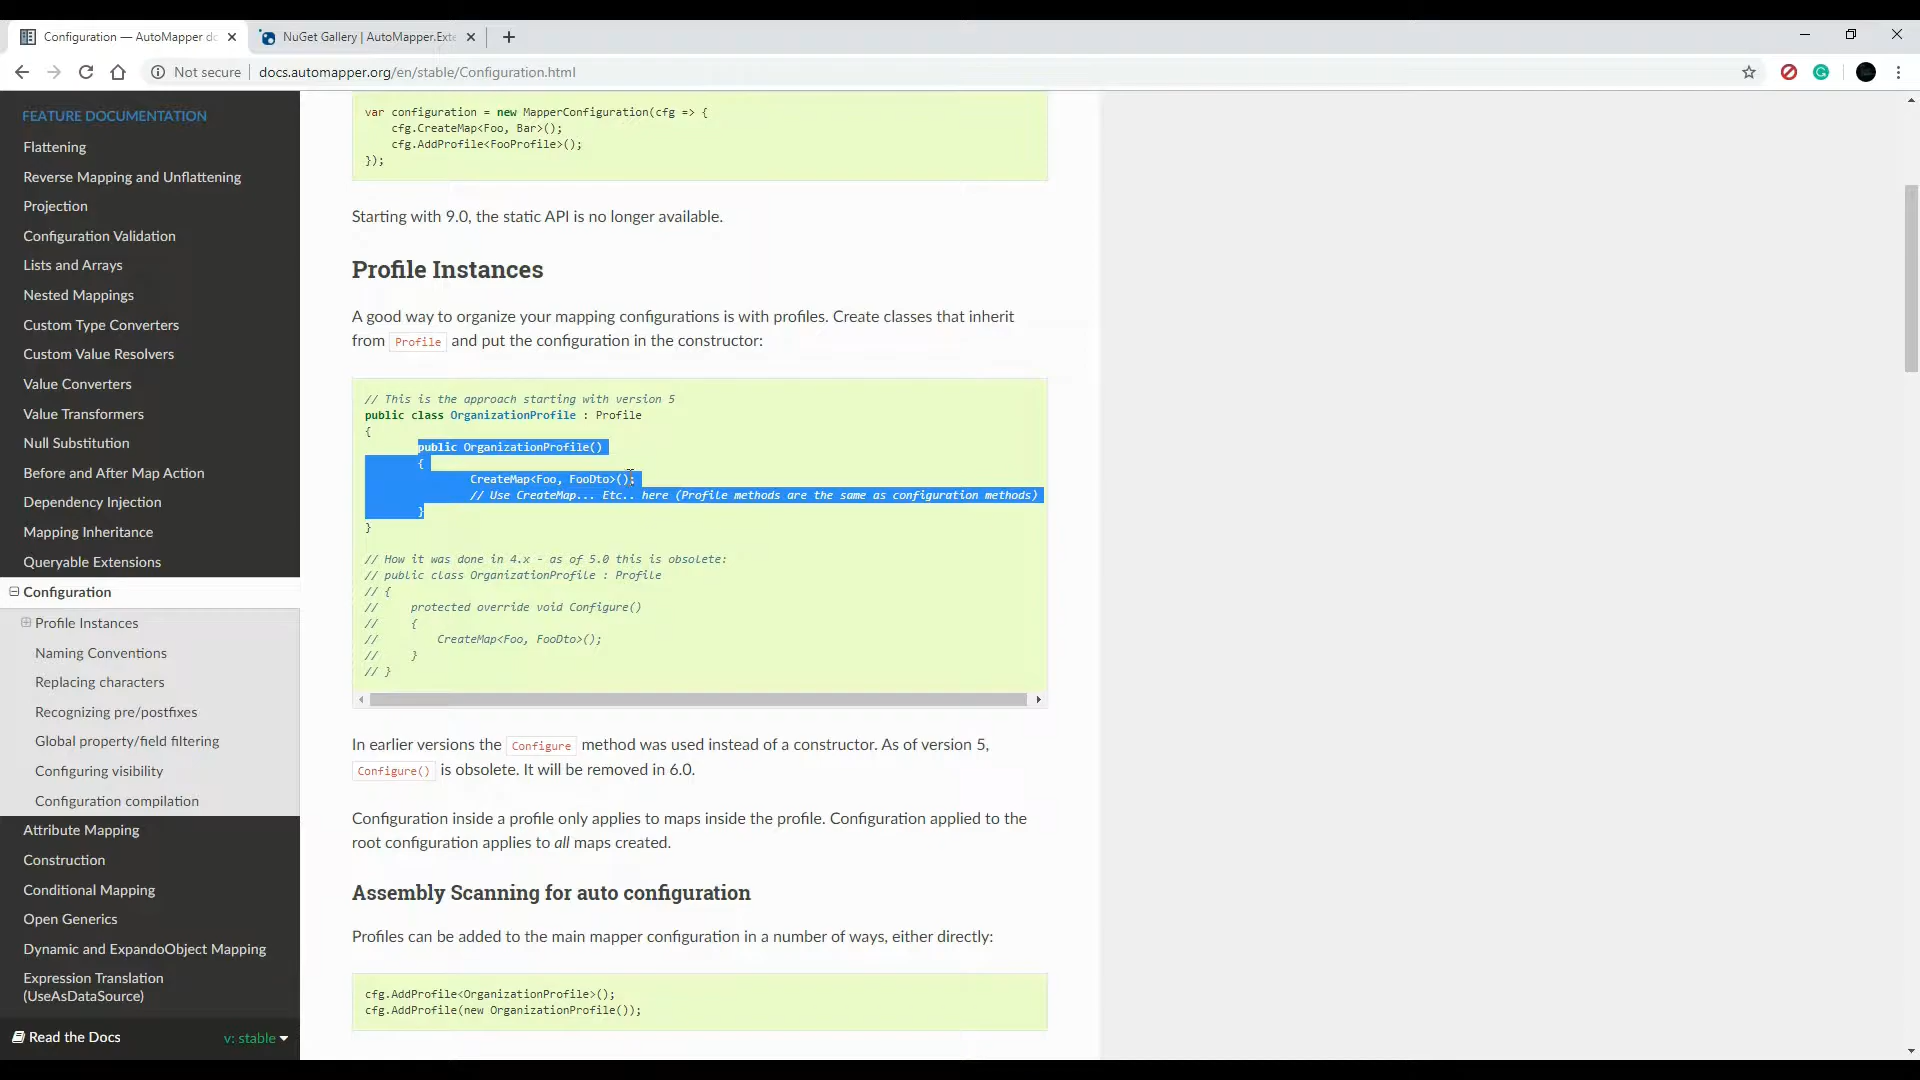 Configuration — AutoMapper do
NuGet Gallery | AutoMapper.Exte
Not secure
docs.automapper.org/en/stable/Configuration.html
FEATURE DOCUMENTATION
Flattening
Reverse Mapping and Unflattening
Projection
Configuration Validation
Lists and Arrays
Nested Mappings
Custom Type Converters
Custom Value Resolvers
Value Converters
Value Transformers
Null Substitution
Before and After Map Action
Dependency Injection
Mapping Inheritance
Queryable Extensions
Configuration
Profile Instances
Naming Conventions
Replacing characters
Recognizing pre/postfixes
Global property/field filtering
Configuring visibility
Configuration compilation
Attribute Mapping
Construction
Conditional Mapping
Open Generics
Dynamic and ExpandoObject Mapping
Expression Translation
(UseAsDataSource)
Read the Docs
v: stable
var configuration = new MapperConfiguration(cfg => {
cfg.CreateMap<Foo, Bar>();
cfg.AddProfile<FooProfile>();
});
Starting with 9.0, the static API is no longer available.
Profile Instances
A good way to organize your mapping configurations is with profiles. Create classes that inherit
from Profile and put the configuration in the constructor:
// This is the approach starting with version 5
public class OrganizationProfile : Profile
{
public OrganizationProfile()
{
CreateMap<Foo, FooDto>();
// Use CreateMap... Etc.. here (Profile methods are the same as configuration methods)
}
}
// How it was done in 4.x - as of 5.0 this is obsolete:
// public class OrganizationProfile : Profile
// {
// protected override void Configure()
// {
// CreateMap<Foo, FooDto>();
// }
// }
In earlier versions the Configure method was used instead of a constructor. As of version 5,
Configure() is obsolete. It will be removed in 6.0.
Configuration inside a profile only applies to maps inside the profile. Configuration applied to the
root configuration applies to all maps created.
Assembly Scanning for auto configuration
Profiles can be added to the main mapper configuration in a number of ways, either directly:
cfg.AddProfile<OrganizationProfile>();
cfg.AddProfile(new OrganizationProfile());